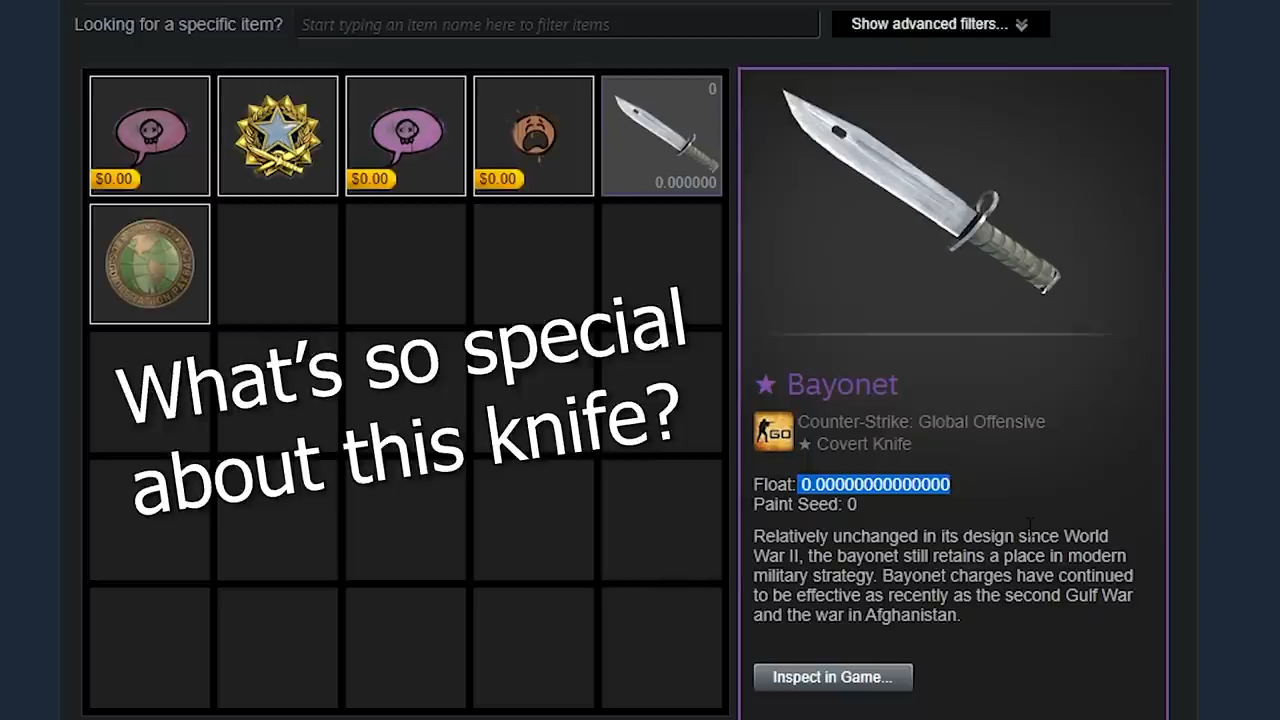 Looking for a specific item?
Start typing an item name here to filter items
Show advanced filters...
$0.00
$0.00
$0.00
0
0.000000
What's so special
about this knife?
★ Bayonet
GO
Counter-Strike: Global Offensive
★ Covert Knife
Float: 0.00000000000000
Paint Seed: 0
Relatively unchanged in its design since World
War II, the bayonet still retains a place in modern
military strategy. Bayonet charges have continued
to be effective as recently as the second Gulf War
and the war in Afghanistan.
Inspect in Game...